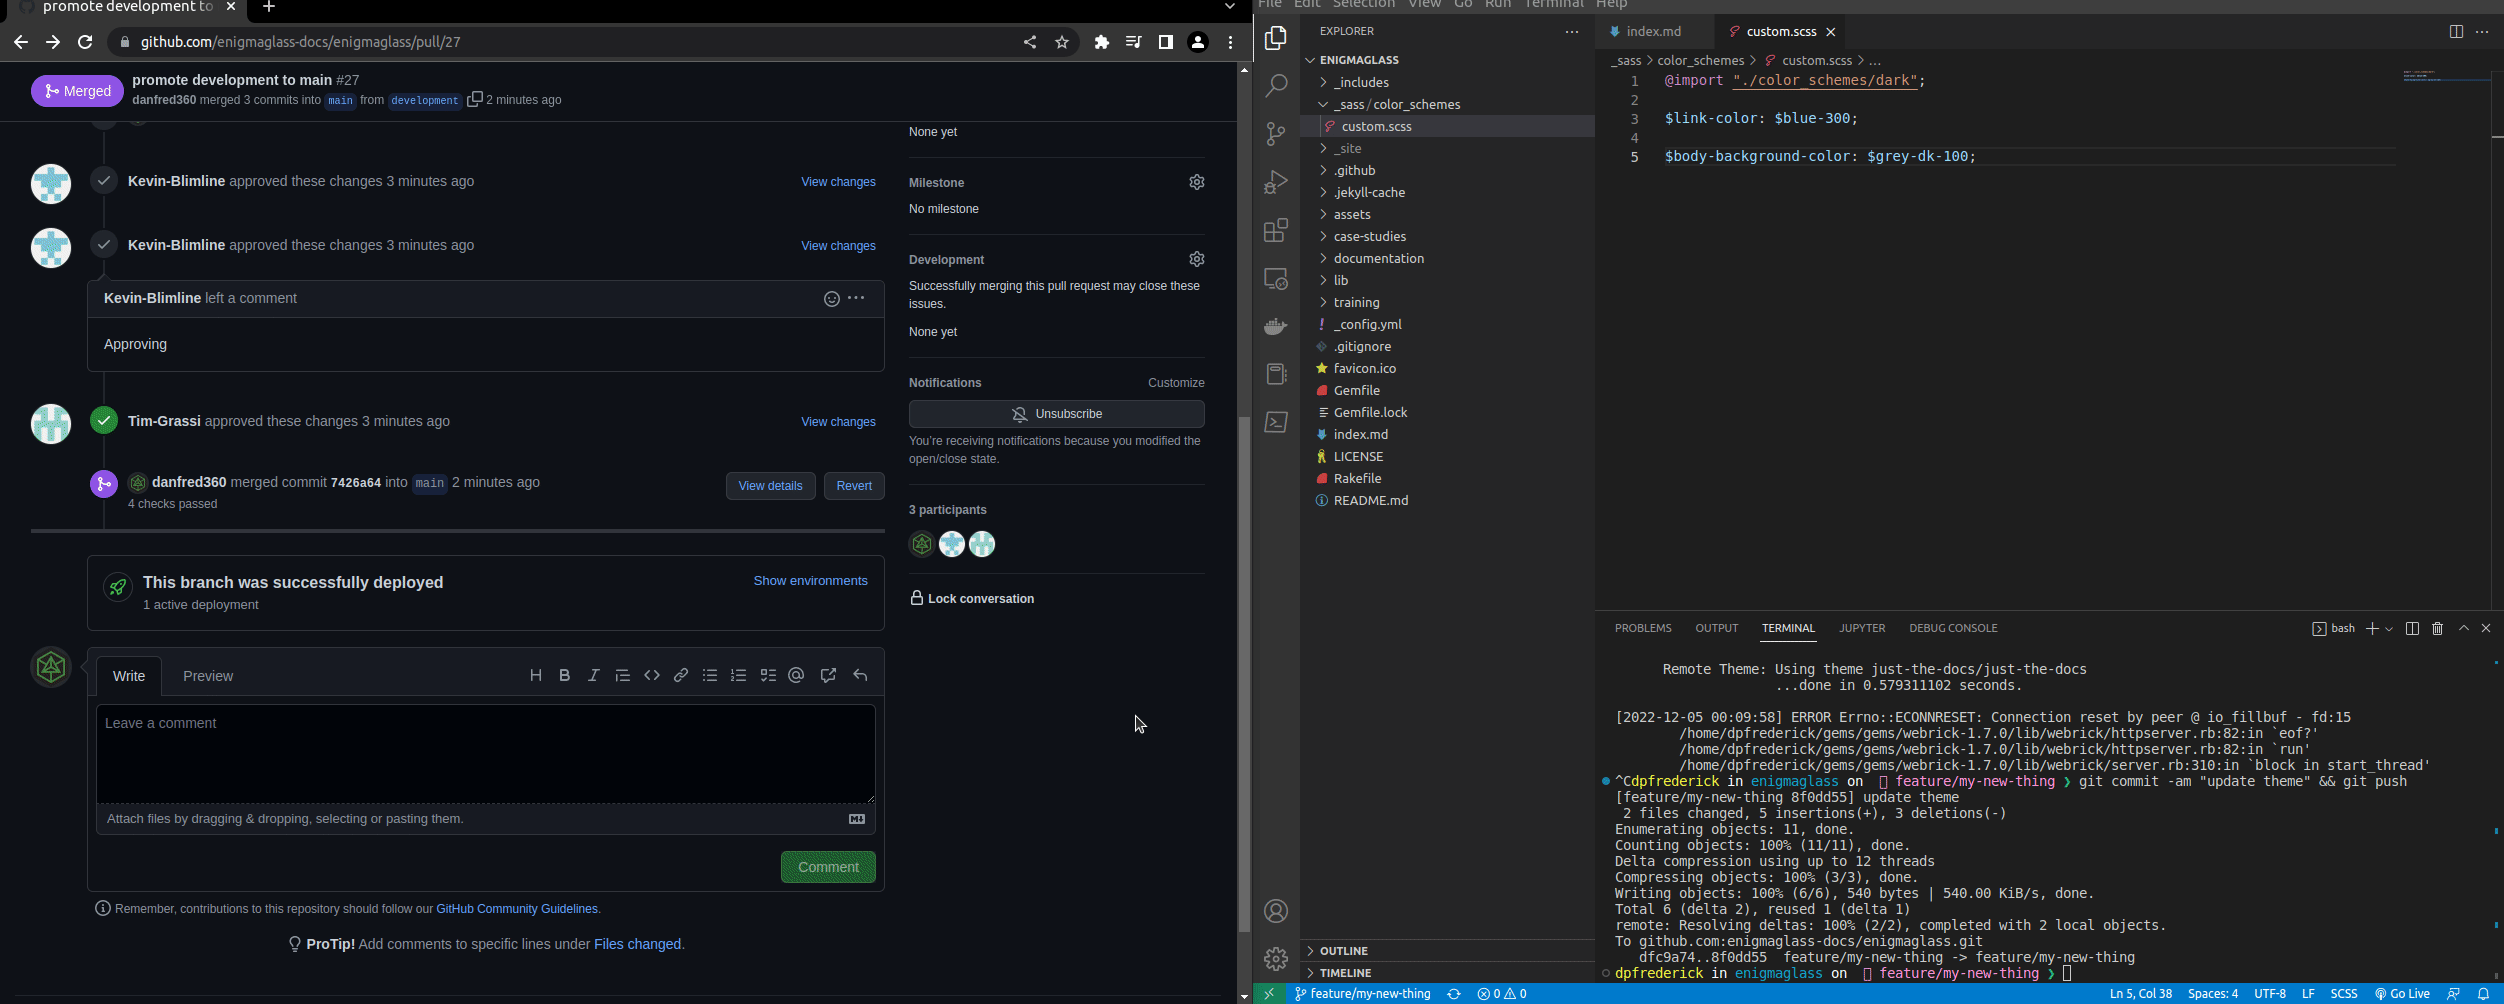 promote development to
github.com/enigmaglass-docs/enigmaglass/pull/27
Merged
promote development to main #27
danfred360 merged 3 commits into main from development 2 minutes ago
Kevin-Blimline approved these changes 3 minutes ago
View changes
Kevin-Blimline approved these changes 3 minutes ago
View changes
Kevin-Blimline left a comment
Approving
Tim-Grassi approved these changes 3 minutes ago
View changes
danfred360 merged commit 7426a64 into main 2 minutes ago
View details
Revert
4 checks passed
This branch was successfully deployed
Show environments
1 active deployment
Write
Preview
Leave a comment
Attach files by dragging & dropping, selecting or pasting them.
Comment
Remember, contributions to this repository should follow our GitHub Community Guidelines.
ProTip! Add comments to specific lines under Files changed.
None yet
Milestone
No milestone
Development
Successfully merging this pull request may close these
issues.
None yet
Notifications
Customize
Unsubscribe
You're receiving notifications because you modified the
open/close state.
3 participants
Lock conversation
File Edit Selection View Go Run Terminal Help
EXPLORER
ENIGMAGLASS
_includes
_sass/color_schemes
custom.scss
_site
.github
.jekyll-cache
assets
case-studies
documentation
lib
training
_config.yml
.gitignore
favicon.ico
Gemfile
Gemfile.lock
index.md
LICENSE
Rakefile
README.md
OUTLINE
TIMELINE
index.md
custom.scss
_sass > color_schemes > custom.scss > ...
1 @import "./color_schemes/dark";
2
3 $link-color: $blue-300;
4
5 $body-background-color: $grey-dk-100;
PROBLEMS OUTPUT TERMINAL JUPYTER DEBUG CONSOLE
bash
Remote Theme: Using theme just-the-docs/just-the-docs
...done in 0.579311102 seconds.
[2022-12-05 00:09:58] ERROR Errno::ECONNRESET: Connection reset by peer @ io_fillbuf - fd:15
/home/dpfrederick/gems/gems/webrick-1.7.0/lib/webrick/httpserver.rb:82:in `eof?'
/home/dpfrederick/gems/gems/webrick-1.7.0/lib/webrick/httpserver.rb:82:in `run'
/home/dpfrederick/gems/gems/webrick-1.7.0/lib/webrick/server.rb:310:in `block in start_thread'
^Cdpfrederick in enigmaglass on feature/my-new-thing ❯ git commit -am "update theme" && git push
[feature/my-new-thing 8f0dd55] update theme
2 files changed, 5 insertions(+), 3 deletions(-)
Enumerating objects: 11, done.
Counting objects: 100% (11/11), done.
Delta compression using up to 12 threads
Compressing objects: 100% (3/3), done.
Writing objects: 100% (6/6), 540 bytes | 540.00 KiB/s, done.
Total 6 (delta 2), reused 1 (delta 1)
remote: Resolving deltas: 100% (2/2), completed with 2 local objects.
To github.com:enigmaglass-docs/enigmaglass.git
dfc9a74..8f0dd55 feature/my-new-thing -> feature/my-new-thing
dpfrederick in enigmaglass on feature/my-new-thing ❯
feature/my-new-thing
0 0
Ln 5, Col 38
Spaces: 4
UTF-8
LF
SCSS
Go Live